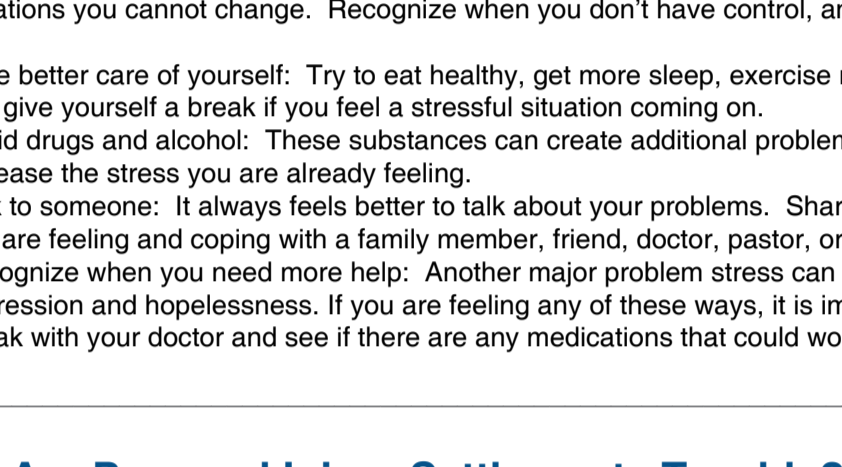 ations you cannot change.  Recognize when you don't have control, ar
e better care of yourself:  Try to eat healthy, get more sleep, exercise
give yourself a break if you feel a stressful situation coming on.
id drugs and alcohol:  These substances can create additional problem
ease the stress you are already feeling.
to someone:  It always feels better to talk about your problems.  Shar
are feeling and coping with a family member, friend, doctor, pastor, or
ognize when you need more help:  Another major problem stress can
ression and hopelessness. If you are feeling any of these ways, it is im
ak with your doctor and see if there are any medications that could wo